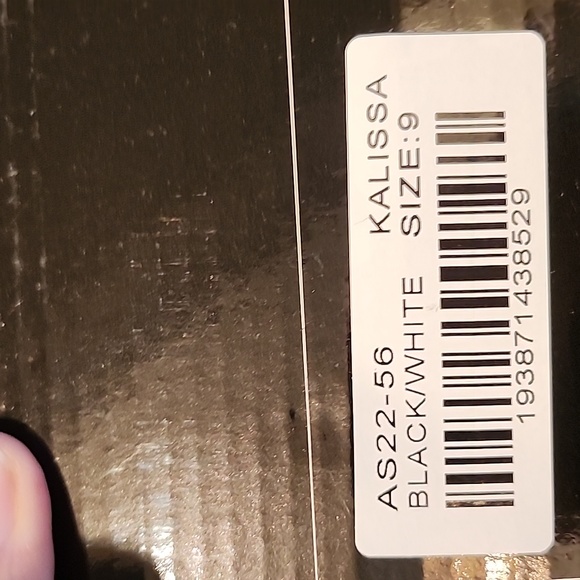 AS22-56 KALISSA
BLACK/WHITE SIZE:9
193871438529